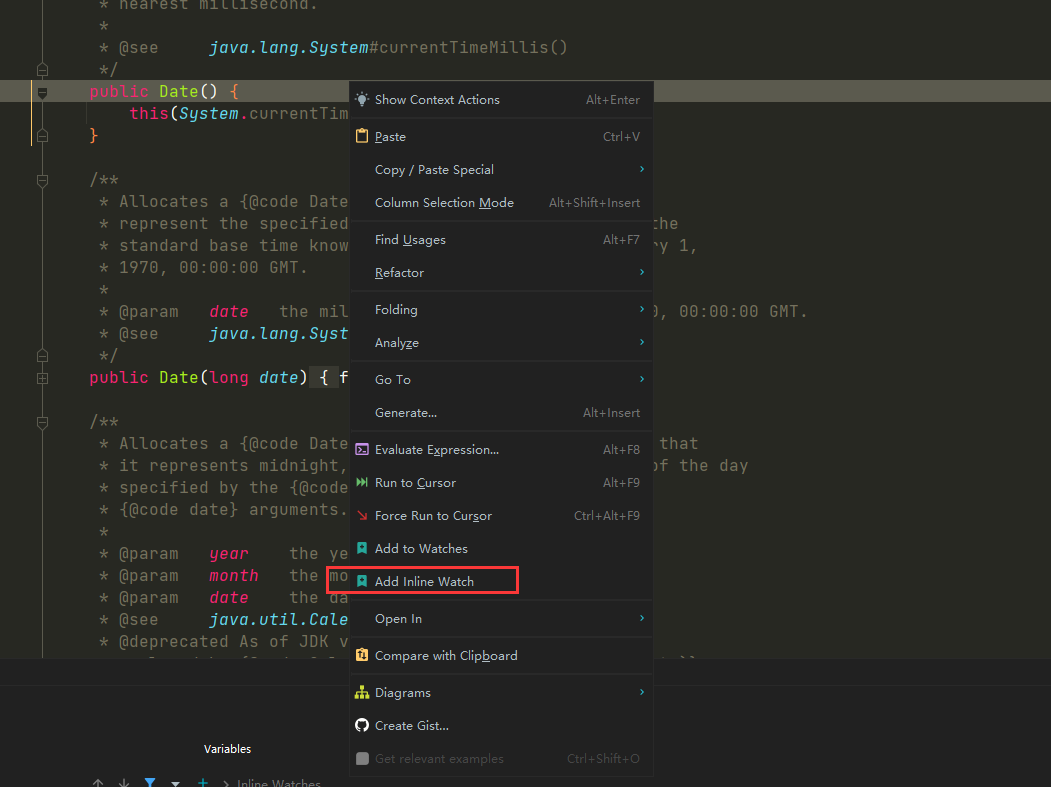 * nearest millisecond.
*
* @see java.lang.System#currentTimeMillis()
*/
public Date() {
this(System.currentTim
}
/**
* Allocates a {@code Date
* represent the specified
* standard base time know ry 1,
* 1970, 00:00:00 GMT.
*
* @param date the mil 00:00:00 GMT.
* @see java.lang.Syst
*/
public Date(long date) { f
/**
* Allocates a {@code Date that
* it represents midnight, of the day
* specified by the {@code
* {@code date} arguments.
*
* @param year the ye
* @param month the mo
* @param date the da
* @see java.util.Cale
* @deprecated As of JDK v
Show Context Actions Alt+Enter
Paste Ctrl+V
Copy / Paste Special
Column Selection Mode Alt+Shift+Insert
Find Usages Alt+F7
Refactor
Folding
Analyze
Go To
Generate... Alt+Insert
Evaluate Expression... Alt+F8
Run to Cursor Alt+F9
Force Run to Cursor Ctrl+Alt+F9
Add to Watches
Add Inline Watch
Open In
Compare with Clipboard
Diagrams
Create Gist...
Get relevant examples Ctrl+Shift+O
Variables
Inline Watches